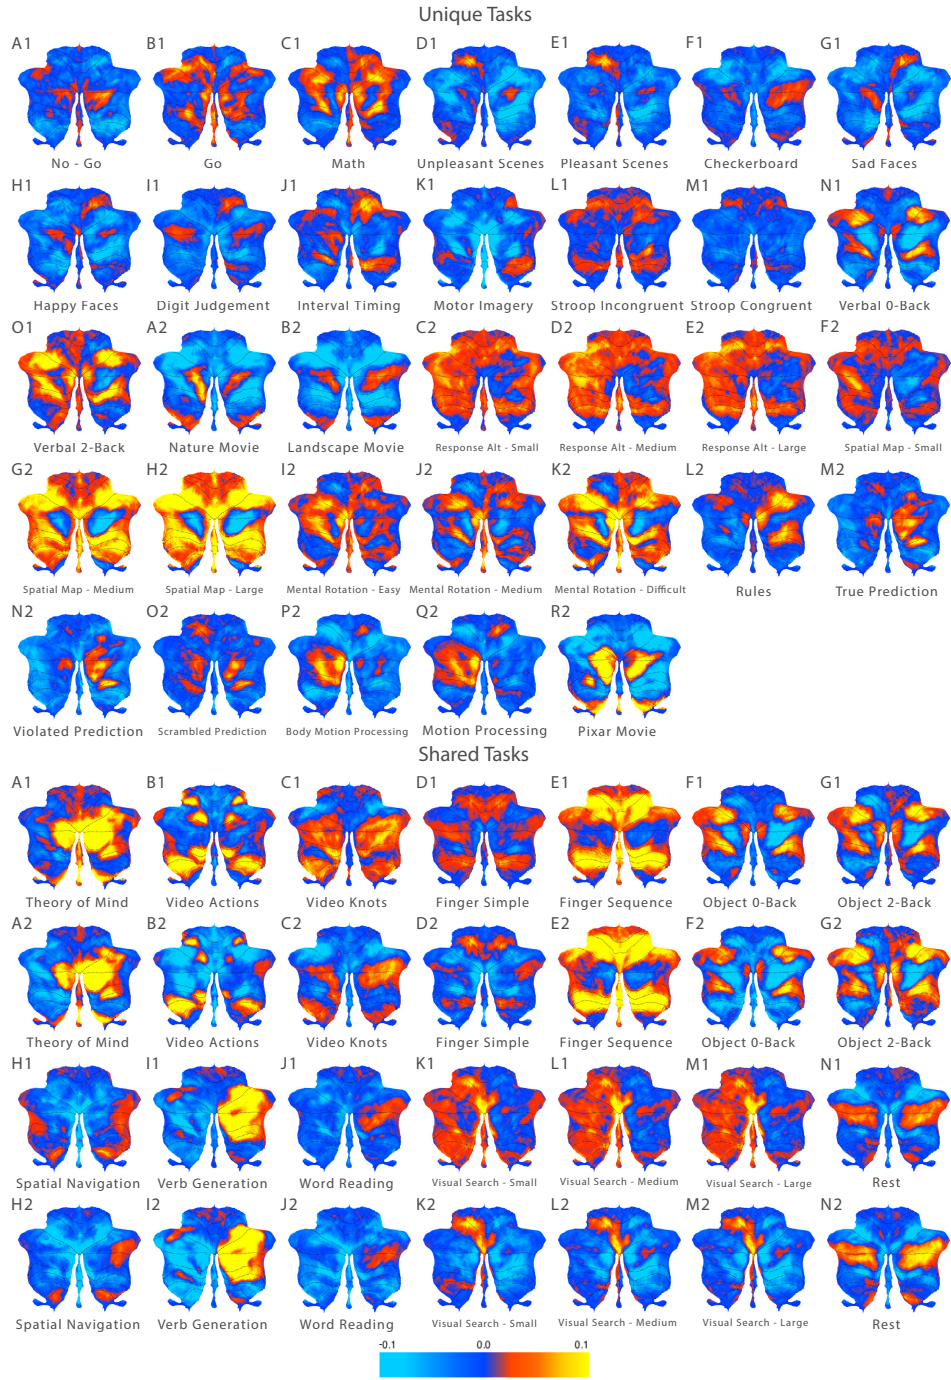 Unique Tasks
A1 B1 C1 D1 E1 F1 G1
No - Go Go Math Unpleasant Scenes Pleasant Scenes Checkerboard Sad Faces
H1 I1 J1 K1 L1 M1 N1
Happy Faces Digit Judgement Interval Timing Motor Imagery Stroop Incongruent Stroop Congruent Verbal 0-Back
O1 A2 B2 C2 D2 E2 F2
Verbal 2-Back Nature Movie Landscape Movie Response Alt - Small Response Alt - Medium Response Alt - Large Spatial Map - Small
G2 H2 I2 J2 K2 L2 M2
Spatial Map - Medium Spatial Map - Large Mental Rotation - Easy Mental Rotation - Medium Mental Rotation - Difficult Rules True Prediction
N2 O2 P2 Q2 R2
Violated Prediction Scrambled Prediction Body Motion Processing Motion Processing Pixar Movie
Shared Tasks
A1 B1 C1 D1 E1 F1 G1
Theory of Mind Video Actions Video Knots Finger Simple Finger Sequence Object 0-Back Object 2-Back
A2 B2 C2 D2 E2 F2 G2
Theory of Mind Video Actions Video Knots Finger Simple Finger Sequence Object 0-Back Object 2-Back
H1 I1 J1 K1 L1 M1 N1
Spatial Navigation Verb Generation Word Reading Visual Search - Small Visual Search - Medium Visual Search - Large Rest
H2 I2 J2 K2 L2 M2 N2
Spatial Navigation Verb Generation Word Reading Visual Search - Small Visual Search - Medium Visual Search - Large Rest
-0.1 0.0 0.1